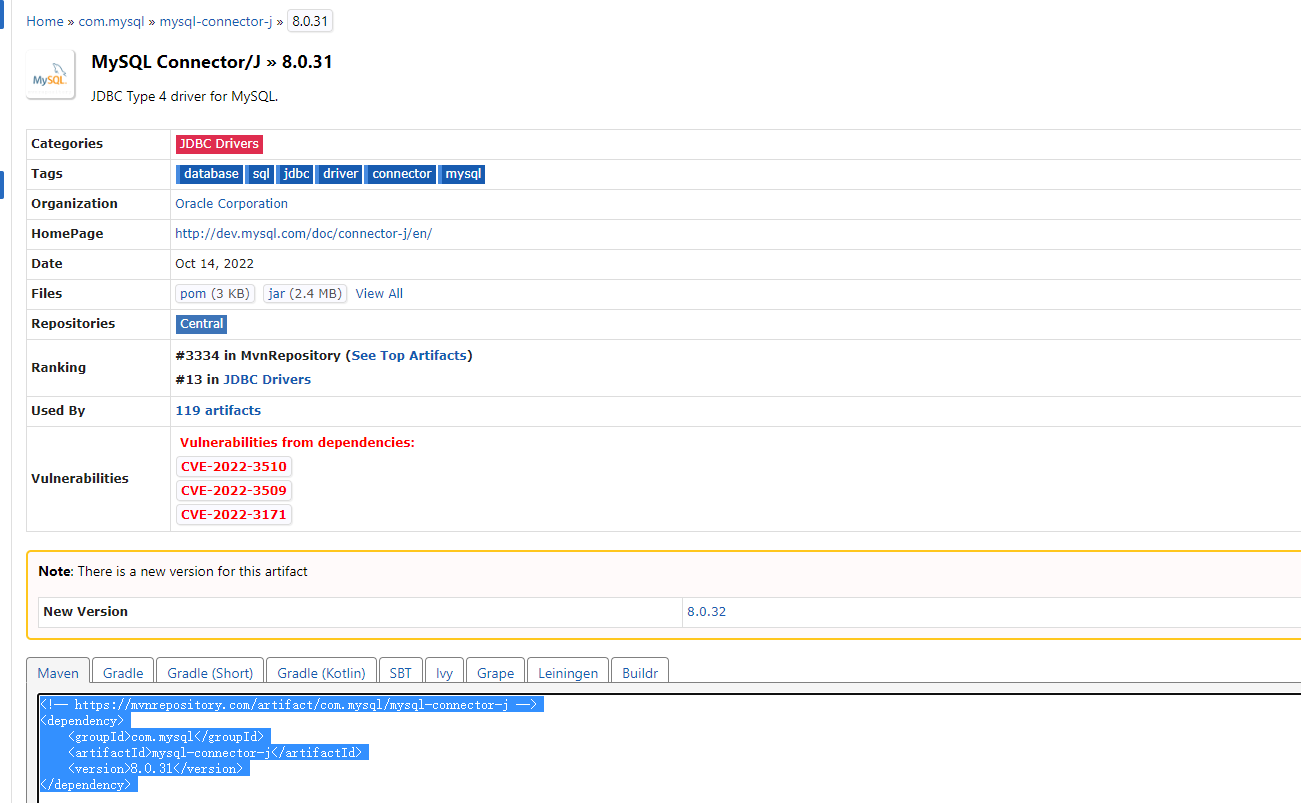 Home » com.mysql » mysql-connector-j » 8.0.31
MySQL
MySQL Connector/J » 8.0.31
JDBC Type 4 driver for MySQL.
Categories JDBC Drivers
Tags database sql jdbc driver connector mysql
Organization Oracle Corporation
HomePage http://dev.mysql.com/doc/connector-j/en/
Date Oct 14, 2022
Files pom (3 KB) jar (2.4 MB) View All
Repositories Central
Ranking #3334 in MvnRepository (See Top Artifacts)
#13 in JDBC Drivers
Used By 119 artifacts
Vulnerabilities Vulnerabilities from dependencies:
CVE-2022-3510
CVE-2022-3509
CVE-2022-3171
Note: There is a new version for this artifact
New Version 8.0.32
Maven Gradle Gradle (Short) Gradle (Kotlin) SBT Ivy Grape Leiningen Buildr
<!-- https://mvnrepository.com/artifact/com.mysql/mysql-connector-j -->
<dependency>
    <groupId>com.mysql</groupId>
    <artifactId>mysql-connector-j</artifactId>
    <version>8.0.31</version>
</dependency>